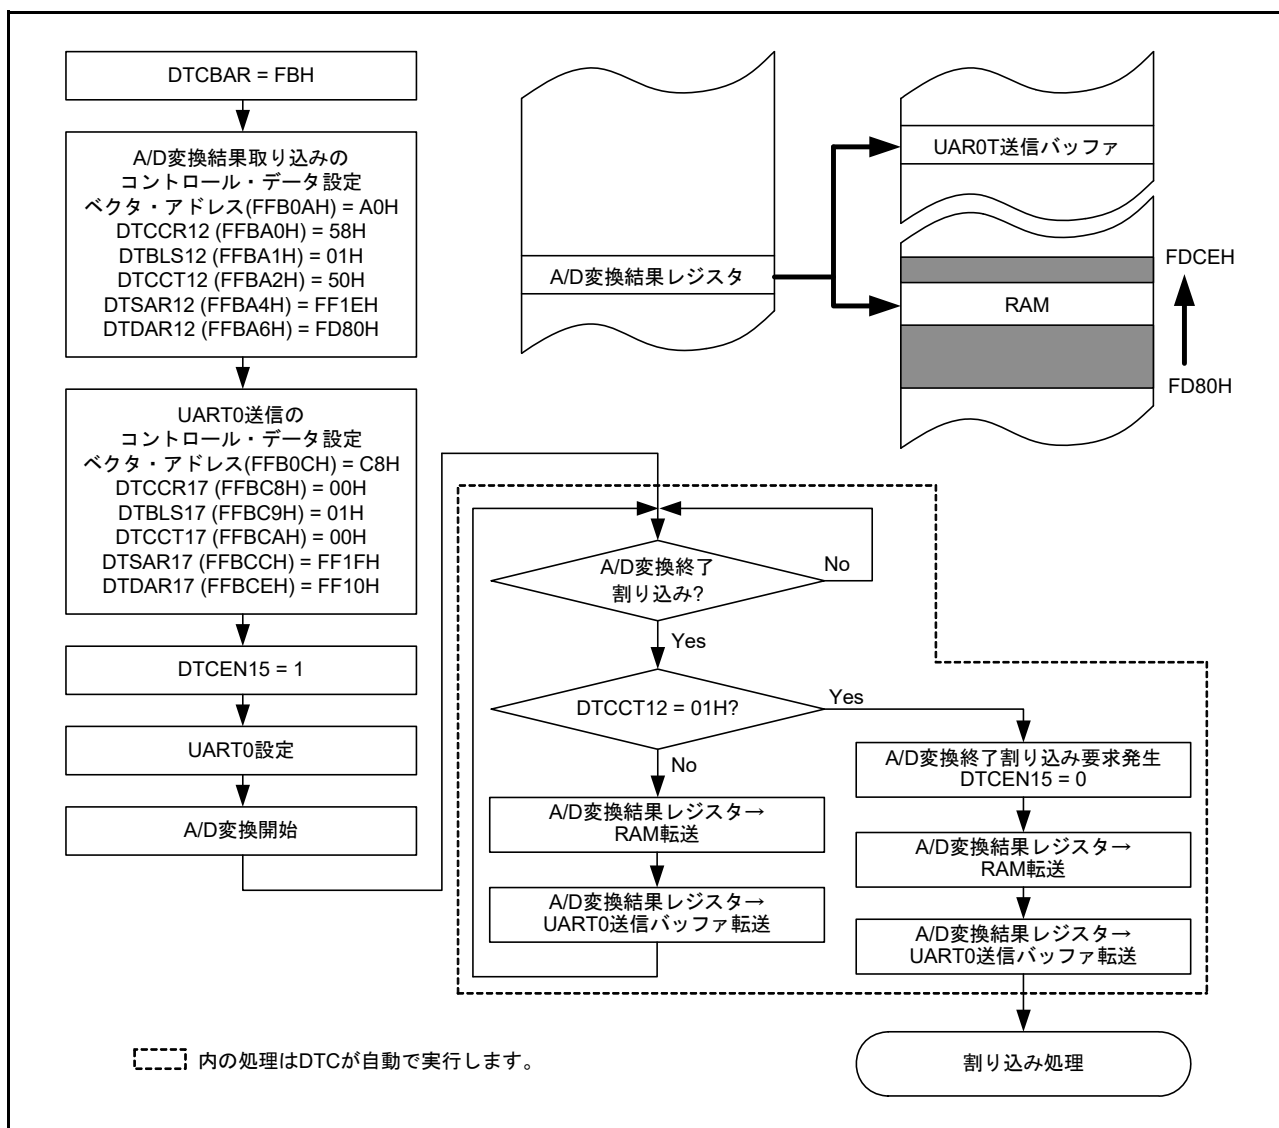 DTCBAR = FBH
A/D変換結果取り込みの
コントロール・データ設定
ベクタ・アドレス(FFB0AH) = A0H
DTCCR12 (FFBA0H) = 58H
DTBLS12 (FFBA1H) = 01H
DTCCT12 (FFBA2H) = 50H
DTSAR12 (FFBA4H) = FF1EH
DTDAR12 (FFBA6H) = FD80H
UART0送信の
コントロール・データ設定
ベクタ・アドレス(FFB0CH) = C8H
DTCCR17 (FFBC8H) = 00H
DTBLS17 (FFBC9H) = 01H
DTCCT17 (FFBCAH) = 00H
DTSAR17 (FFBCCH) = FF1FH
DTDAR17 (FFBCEH) = FF10H
DTCEN15 = 1
UART0設定
A/D変換開始
A/D変換結果レジスタ
UAR0T送信バッファ
RAM
FDCEH
FD80H
A/D変換終了
割り込み?
No
Yes
DTCCT12 = 01H?
Yes
No
A/D変換結果レジスタ→
RAM転送
A/D変換結果レジスタ→
UART0送信バッファ転送
A/D変換終了割り込み要求発生
DTCEN15 = 0
A/D変換結果レジスタ→
RAM転送
A/D変換結果レジスタ→
UART0送信バッファ転送
割り込み処理
内の処理はDTCが自動で実行します。